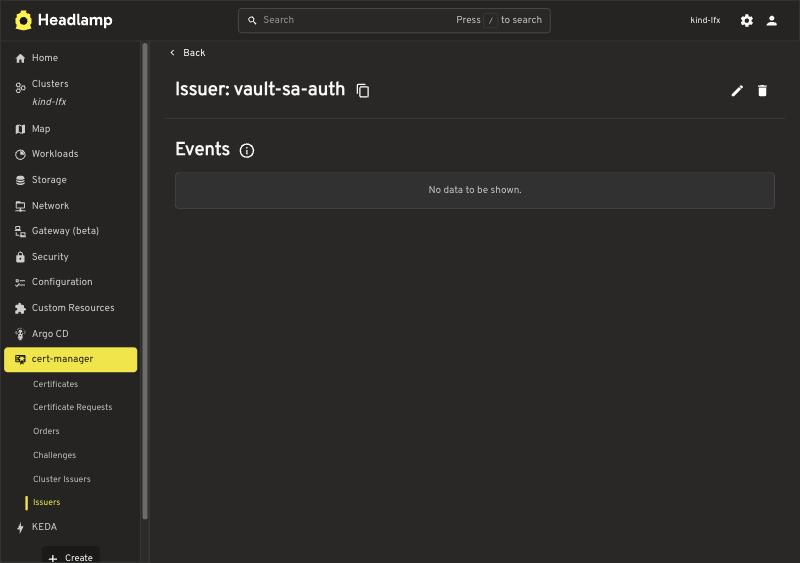 Headlamp
Search
Press / to search
kind-lfx
Home
Clusters
kind-lfx
Map
Workloads
Storage
Network
Gateway (beta)
Security
Configuration
Custom Resources
Argo CD
cert-manager
Certificates
Certificate Requests
Orders
Challenges
Cluster Issuers
Issuers
KEDA
Create
Back
Issuer: vault-sa-auth
Events
No data to be shown.